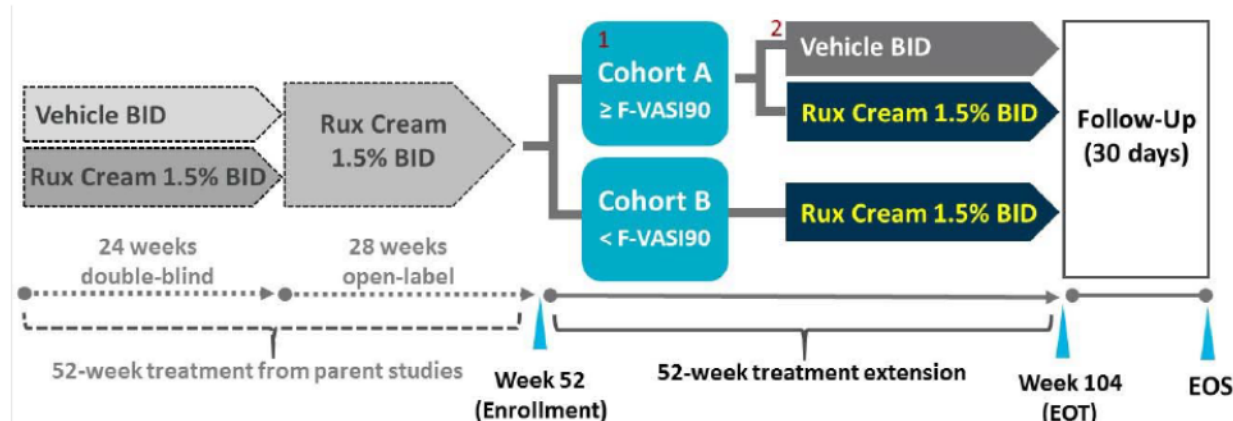 Vehicle BID
Rux Cream 1.5% BID
Rux Cream
1.5% BID
1
Cohort A
≥ F-VASI90
Cohort B
< F-VASI90
2
Vehicle BID
Rux Cream 1.5% BID
Rux Cream 1.5% BID
Follow-Up
(30 days)
24 weeks
double-blind
28 weeks
open-label
52-week treatment from parent studies
Week 52
(Enrollment)
52-week treatment extension
Week 104
(EOT)
EOS